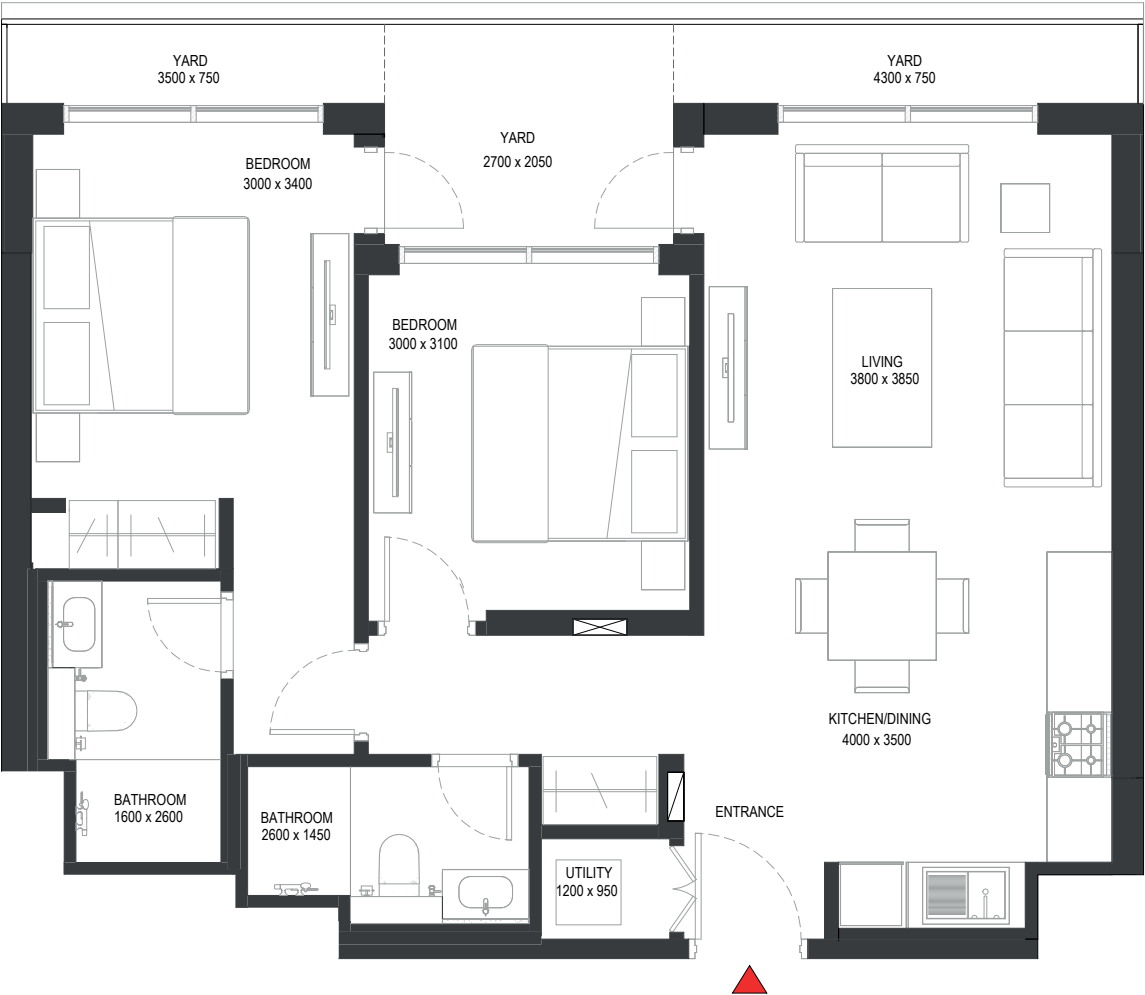 YARD
3500 x 750
YARD
4300 x 750
YARD
2700 x 2050
BEDROOM
3000 x 3400
BEDROOM
3000 x 3100
LIVING
3800 x 3850
KITCHEN/DINING
4000 x 3500
BATHROOM
1600 x 2600
BATHROOM
2600 x 1450
ENTRANCE
UTILITY
1200 x 950